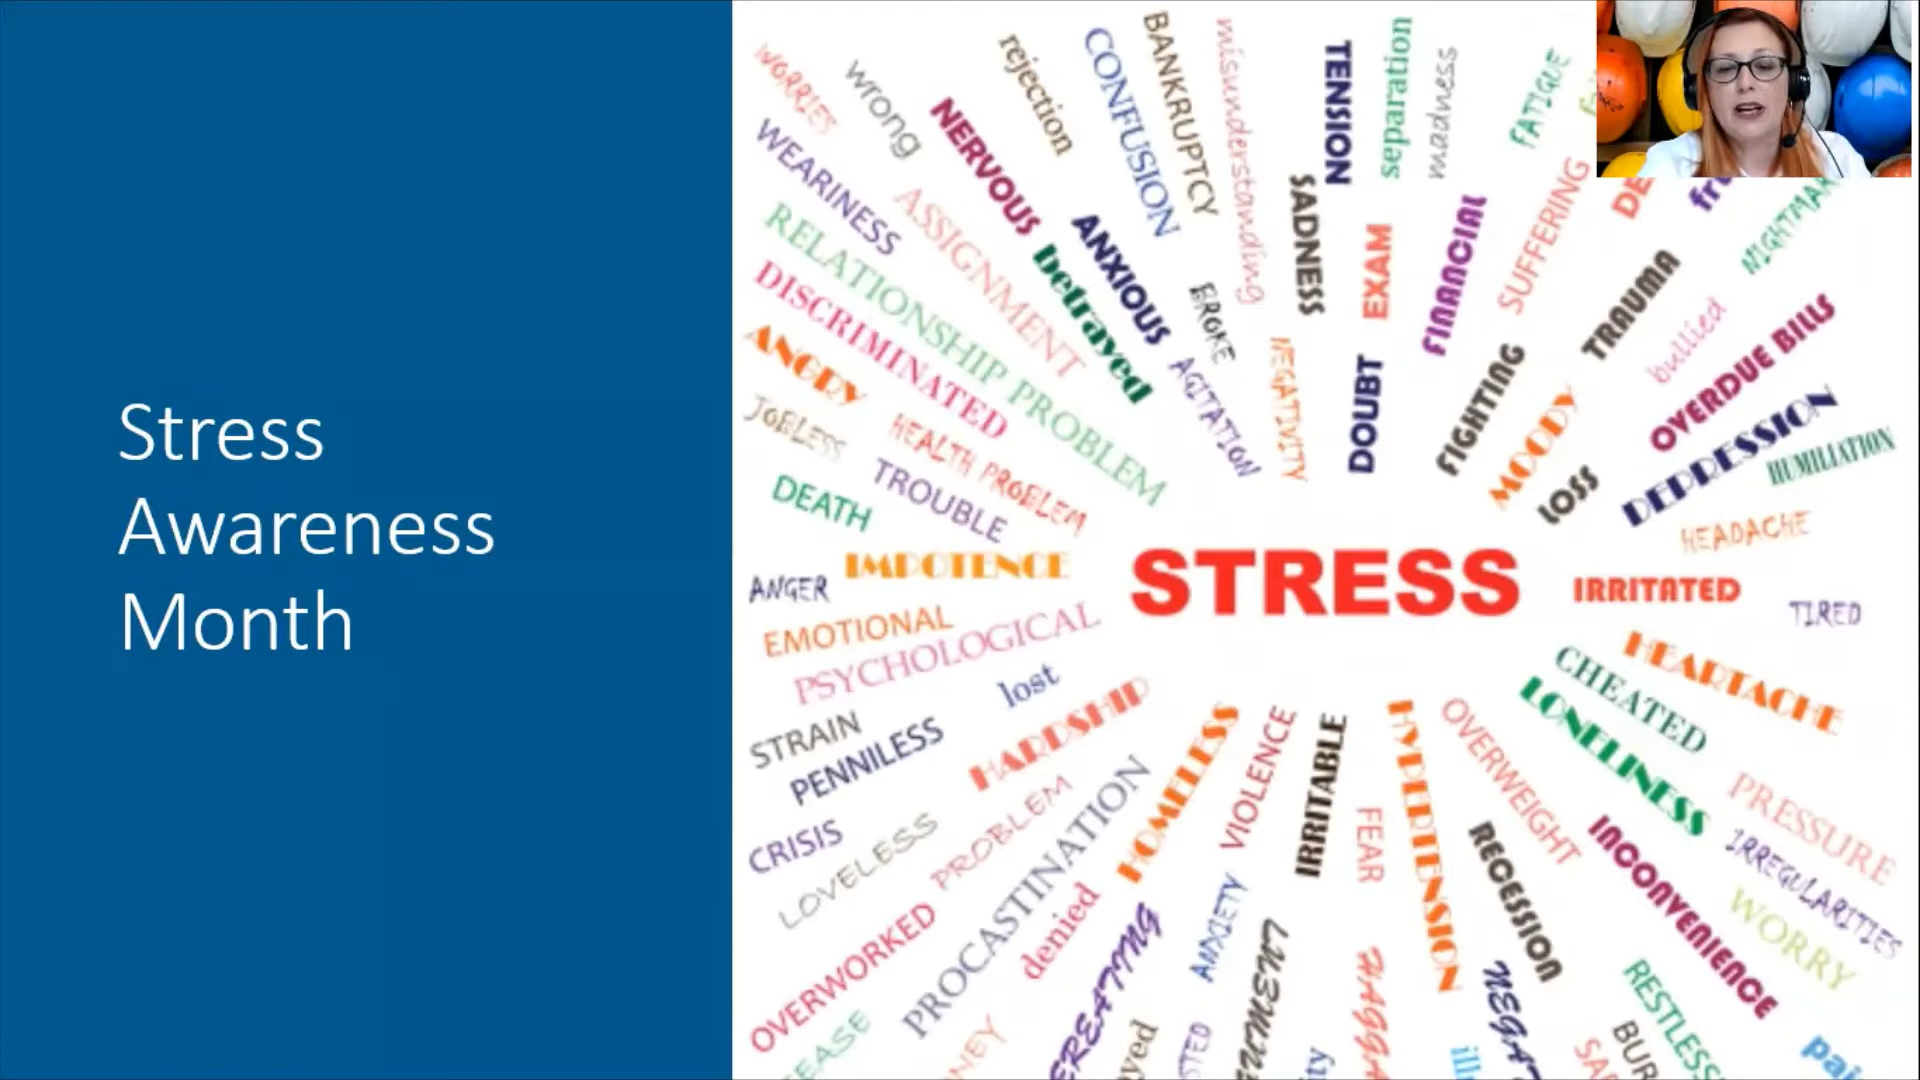 Stress
Awareness
Month
WORRIES
wrong
rejection
CONFUSION
BANKRUPTCY
misunderstanding
TENSION
separation
madness
FATIGUE
WEARINESS
NERVOUS
ASSIGNMENT
ANXIOUS
SADNESS
EXAM
FINANCIAL
SUFFERING
TRAUMA
RELATIONSHIP PROBLEM
betrayed
BROKE
bullied
OVERDUE BILLS
DISCRIMINATED
AGITATION
NEGATIVITY
DOUBT
FIGHTING
MOODY
LOSS
DEPRESSION
HUMILIATION
ANGRY
JOBLESS
HEALTH PROBLEM
TROUBLE
DEATH
HEADACHE
STRESS
IMPOTENCE
ANGER
IRRITATED
TIRED
EMOTIONAL
PSYCHOLOGICAL
lost
HEARTACHE
CHEATED
LONELINESS
STRAIN
PENNILESS
HARDSHIP
HOMELESS
VIOLENCE
IRRITABLE
FEAR
HYPERTENSION
OVERWEIGHT
PRESSURE
CRISIS
LOVELESS
PROBLEM
PROCASTINATION
RECESSION
INCONVENIENCE
IRREGULARITIES
WORRY
OVERWORKED
denied
ANXIETY
RESTLESS